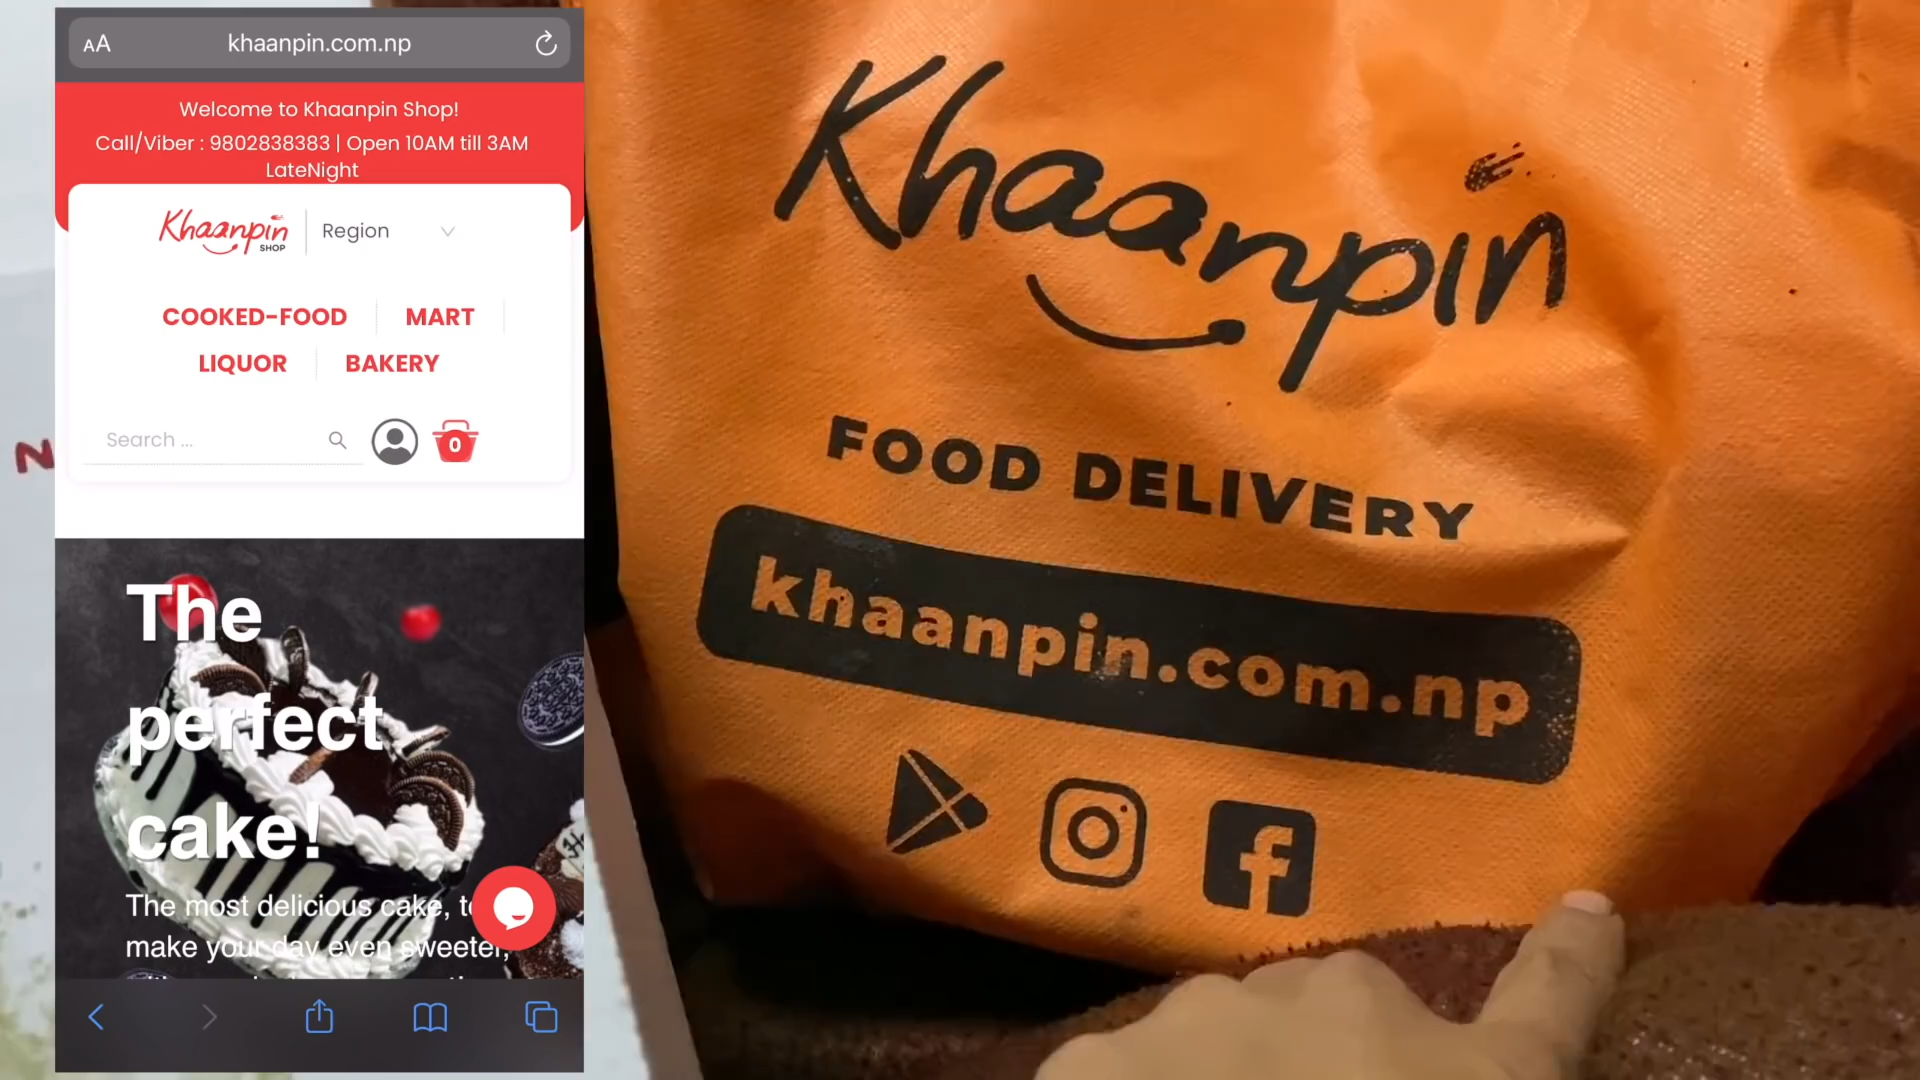 AA khaanpin.com.np
Welcome to Khaanpin Shop!
Call/Viber : 9802838383 | Open 10AM till 3AM
LateNight
Khaanpin
SHOP
Region
COOKED-FOOD MART
LIQUOR BAKERY
Search ...
0
The
perfect
cake!
The most delicious cake,
make your day even sweeter,
N
Khaanpin
FOOD DELIVERY
khaanpin.com.np